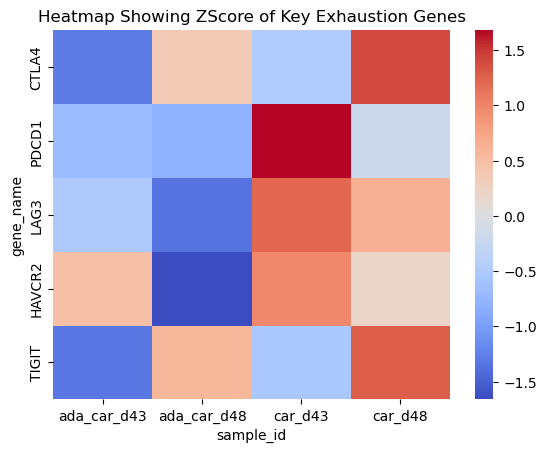 Heatmap Showing ZScore of Key Exhaustion Genes
gene_name
CTLA4
PDCD1
LAG3
HAVCR2
TIGIT
ada_car_d43 ada_car_d48 car_d43 car_d48
sample_id
1.5
1.0
0.5
0.0
−0.5
−1.0
−1.5